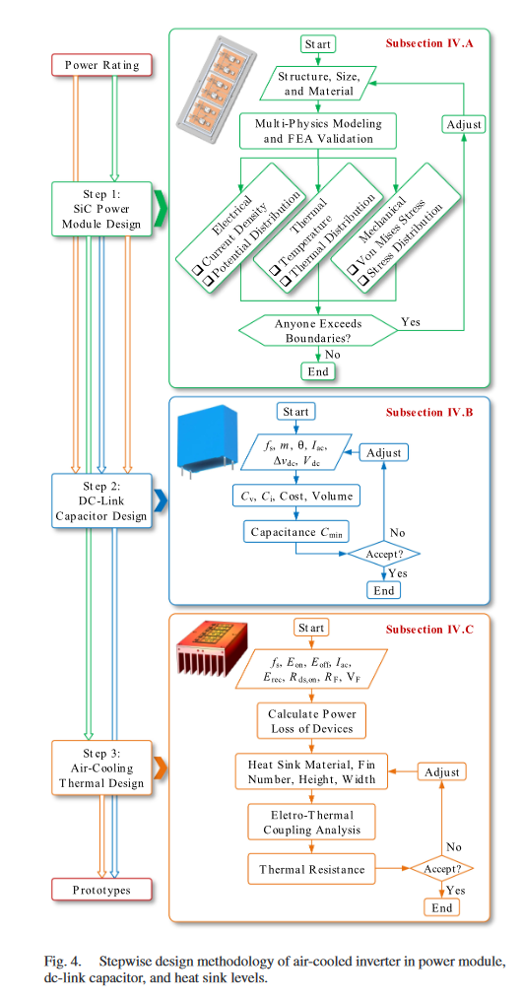 Power Rating
Step 1:
SiC Power
Module Design
Step 2:
DC-Link
Capacitor Design
Step 3:
Air-Cooling
Thermal Design
Prototypes
Subsection IV.A
Start
Structure, Size,
and Material
Multi-Physics Modeling
and FEA Validation
Adjust
Electrical
❑ Current Density
❑ Potential Distribution
Thermal
❑ Temperature
❑ Thermal Distribution
Mechanical
❑ Von Mises Stress
❑ Stress Distribution
Anyone Exceeds
Boundaries?
Yes
No
End
Subsection IV.B
Start
fs, m, θ, Iac,
Δvdc, Vdc
Adjust
Cv, Ci, Cost, Volume
Capacitance Cmin
No
Accept?
Yes
End
Subsection IV.C
Start
fs, Eon, Eoff, Iac,
Erec, Rds,on, RF, VF
Calculate Power
Loss of Devices
Heat Sink Material, Fin
Number, Height, Width
Adjust
Eletro-Thermal
Coupling Analysis
No
Thermal Resistance
Accept?
Yes
End
Fig. 4. Stepwise design methodology of air-cooled inverter in power module,
dc-link capacitor, and heat sink levels.